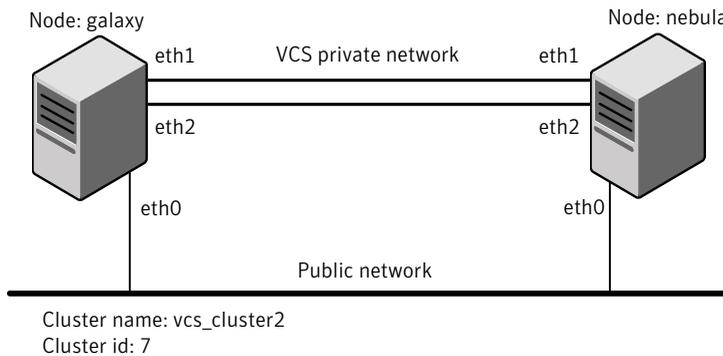 Node: galaxy
Node: nebula
eth1
VCS private network
eth1
eth2
eth2
eth0
eth0
Public network
Cluster name: vcs_cluster2
Cluster id: 7